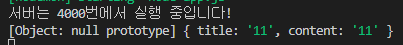 서버는 4000번에서 실행 중입니다!
[Object: null prototype] { title: '11', content: '11' }